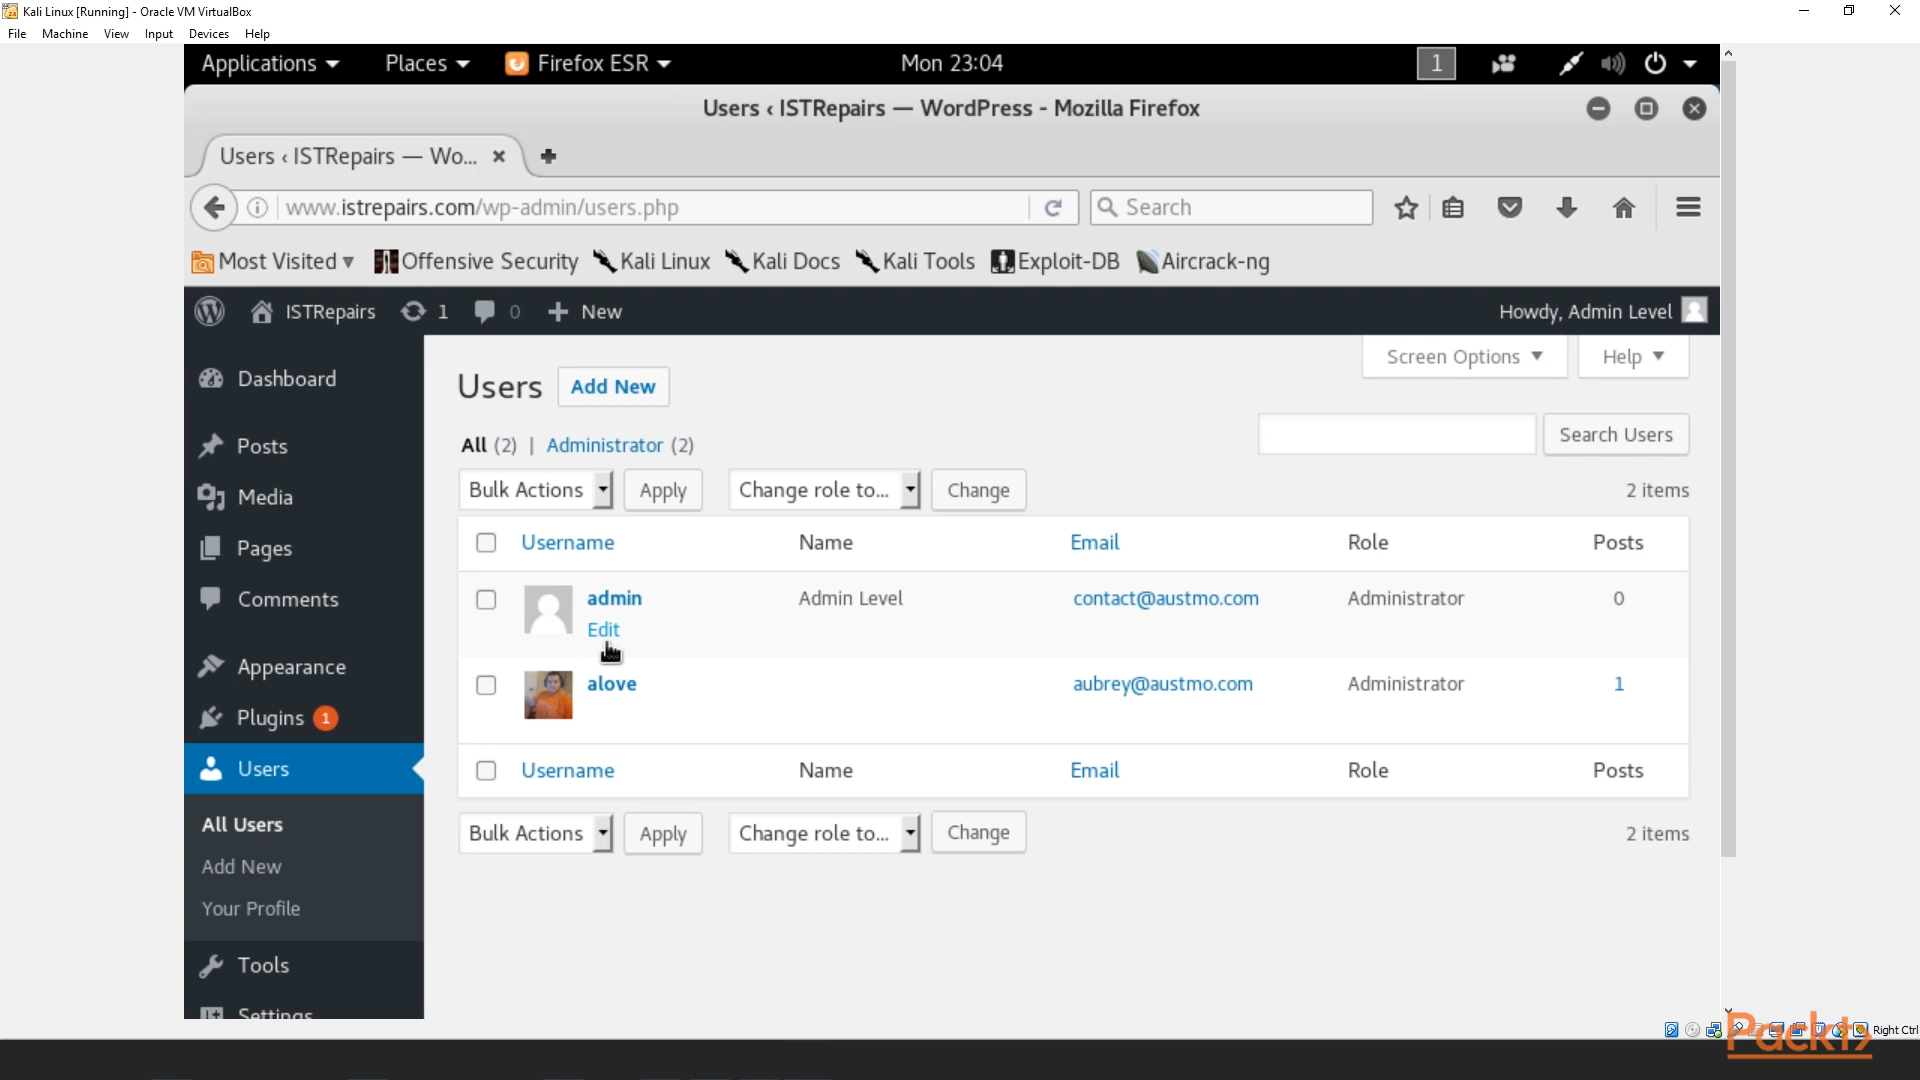 Kali Linux [Running] - Oracle VM VirtualBox
File Machine View Input Devices Help
Applications Places Firefox ESR Mon 23:04 1
Users ‹ ISTRepairs — WordPress - Mozilla Firefox
Users ‹ ISTRepairs — Wo...
www.istrepairs.com/wp-admin/users.php Search
Most Visited Offensive Security Kali Linux Kali Docs Kali Tools Exploit-DB Aircrack-ng
ISTRepairs 1 0 New Howdy, Admin Level
Screen Options Help
Dashboard
Posts
Media
Pages
Comments
Appearance
Plugins 1
Users
All Users
Add New
Your Profile
Tools
Settings
Users Add New
All (2) | Administrator (2)
Search Users
Bulk Actions Apply Change role to... Change 2 items
Username Name Email Role Posts
admin Admin Level contact@austmo.com Administrator 0
Edit
alove aubrey@austmo.com Administrator 1
Username Name Email Role Posts
Bulk Actions Apply Change role to... Change 2 items
Right Ctrl
Packt>